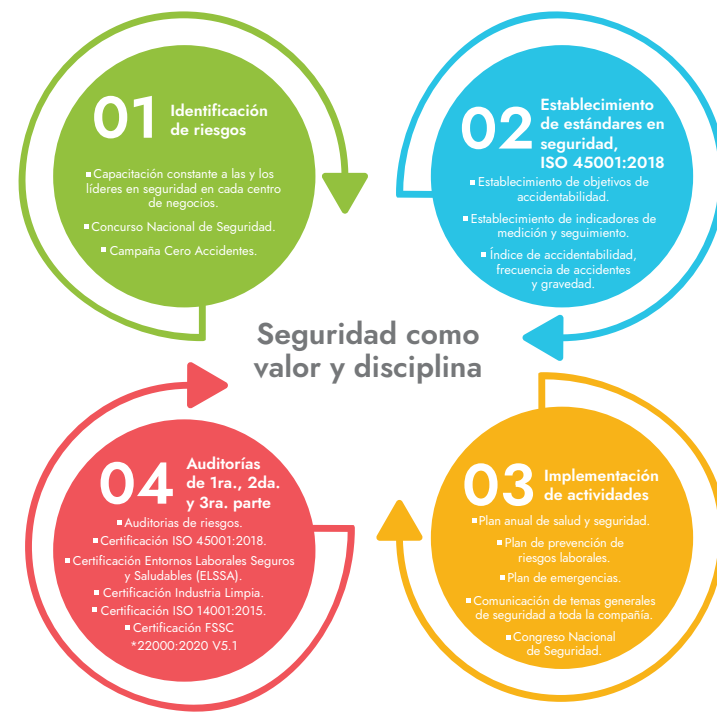 01
Identificación
de riesgos
▪Capacitación constante a las y los
líderes en seguridad en cada centro
de negocios.
▪Concurso Nacional de Seguridad.
▪ Campaña Cero Accidentes.
02
Establecimiento
de estándares en
seguridad,
ISO 45001:2018
▪ Establecimiento de objetivos de
accidentabilidad.
▪Establecimiento de indicadores de
medición y seguimiento.
▪ Índice de accidentabilidad,
frecuencia de accidentes
y gravedad.
Seguridad como
valor y disciplina
03
Implementación
de actividades
▪Plan anual de salud y seguridad.
▪Plan de prevención de
riesgos laborales.
▪Plan de emergencias.
▪Comunicación de temas generales
de seguridad a toda la compañía.
▪Congreso Nacional
de Seguridad.
04
Auditorías
de 1ra., 2da.
y 3ra. parte
▪Auditorias de riesgos.
▪Certificación ISO 45001:2018.
▪Certificación Entornos Laborales Seguros
y Saludables (ELSSA).
▪ Certificación Industria Limpia.
▪ Certificación ISO 14001:2015.
▪ Certificación FSSC
*22000:2020 V5.1